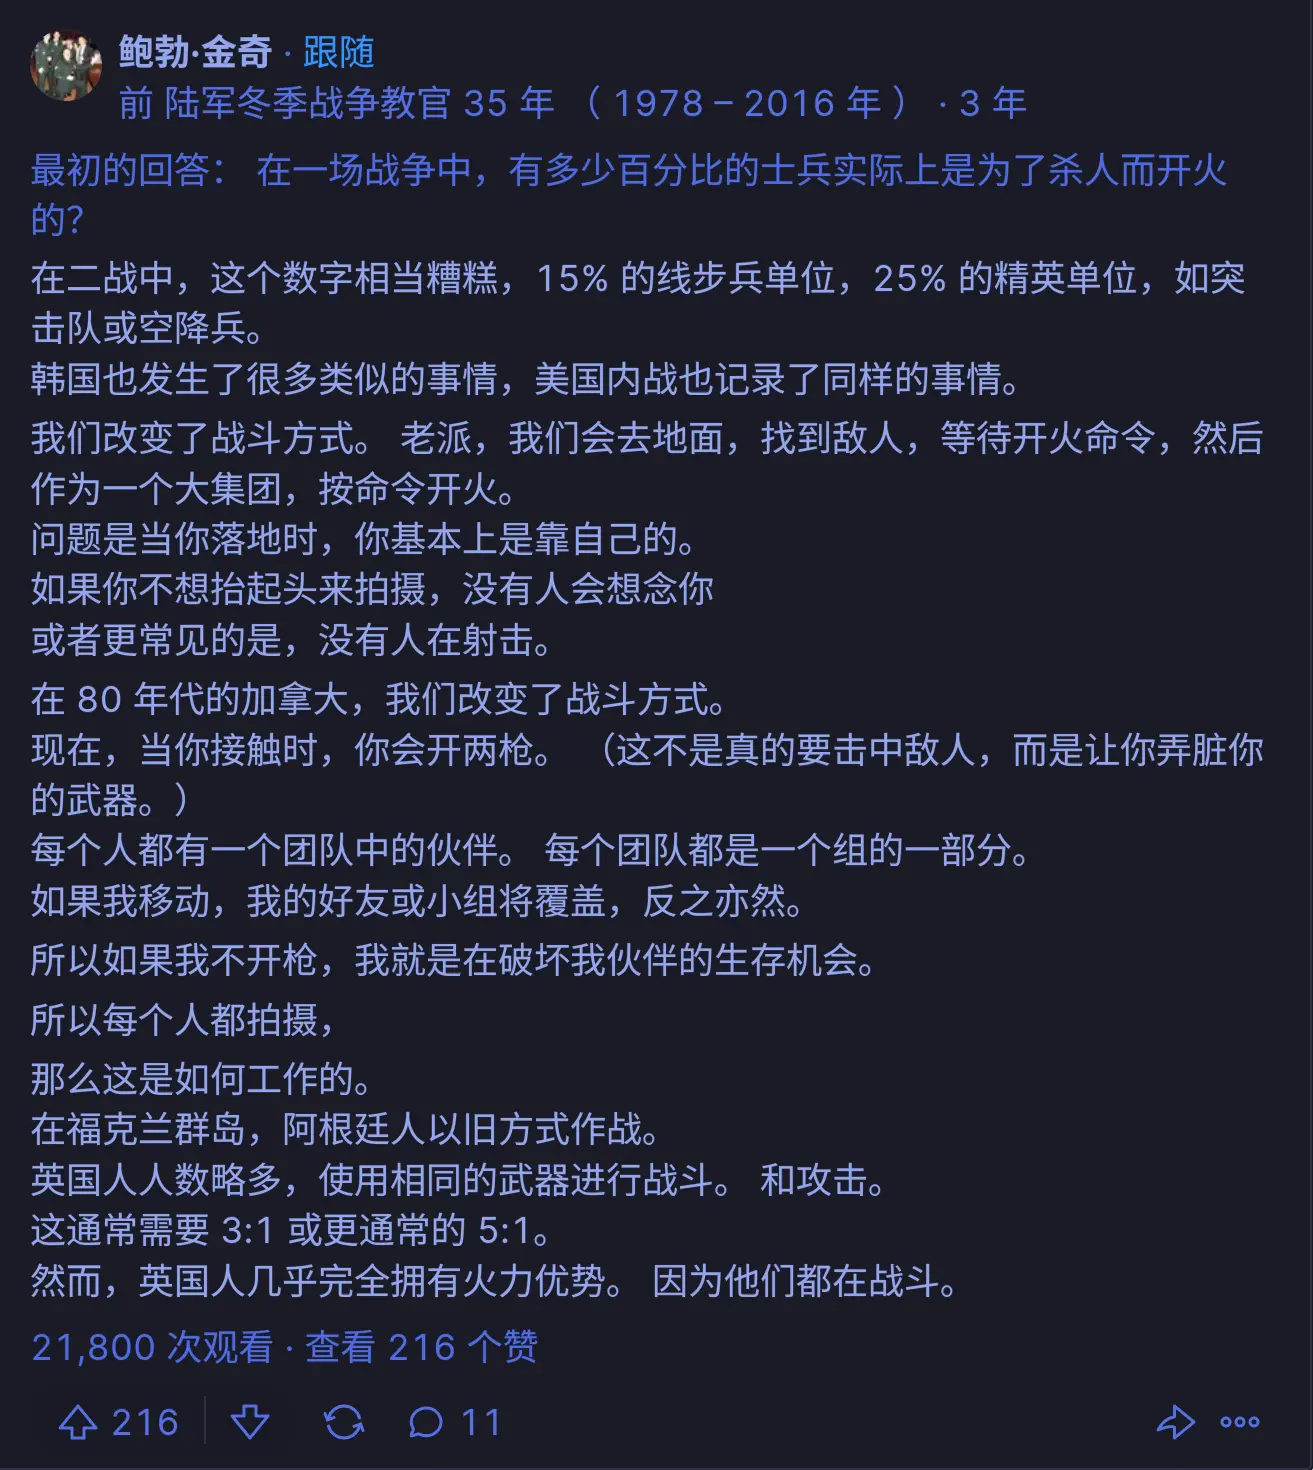 鲍勃·金奇 · 跟随
前 陆军冬季战争教官 35 年 （ 1978 – 2016 年 ） · 3 年
最初的回答： 在一场战争中，有多少百分比的士兵实际上是为了杀人而开火
的？
在二战中，这个数字相当糟糕，15% 的线步兵单位，25% 的精英单位，如突
击队或空降兵。
韩国也发生了很多类似的事情，美国内战也记录了同样的事情。
我们改变了战斗方式。 老派，我们会去地面，找到敌人，等待开火命令，然后
作为一个大集团，按命令开火。
问题是当你落地时，你基本上是靠自己的。
如果你不想抬起头来拍摄，没有人会想念你
或者更常见的是，没有人在射击。
在 80 年代的加拿大，我们改变了战斗方式。
现在，当你接触时，你会开两枪。 （这不是真的要击中敌人，而是让你弄脏你
的武器。）
每个人都有一个团队中的伙伴。 每个团队都是一个组的一部分。
如果我移动，我的好友或小组将覆盖，反之亦然。
所以如果我不开枪，我就是在破坏我伙伴的生存机会。
所以每个人都拍摄，
那么这是如何工作的。
在福克兰群岛，阿根廷人以旧方式作战。
英国人人数略多，使用相同的武器进行战斗。 和攻击。
这通常需要 3:1 或更通常的 5:1。
然而，英国人几乎完全拥有火力优势。 因为他们都在战斗。
21,800 次观看 · 查看 216 个赞
216 11